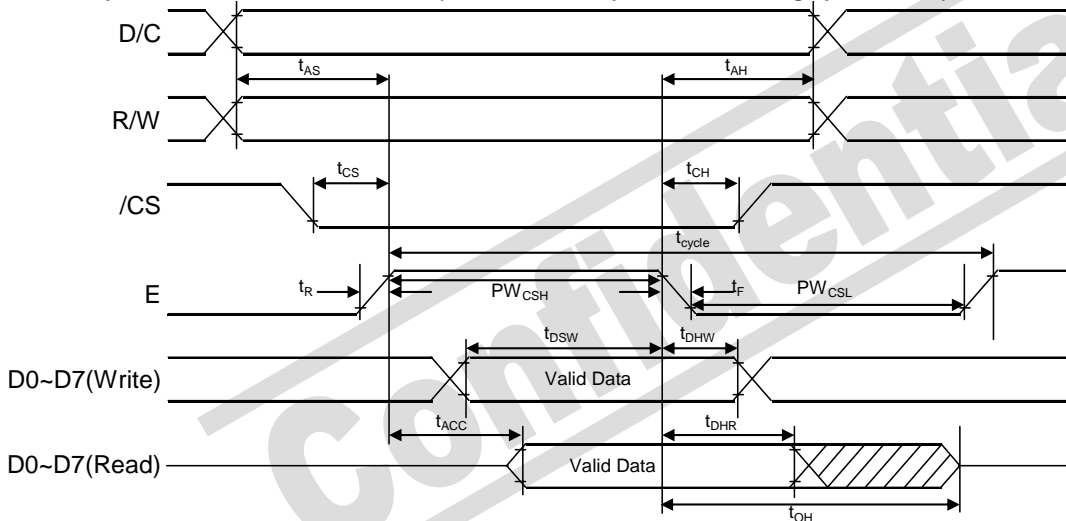 D/C
tAS
tAH
R/W
tCS
tCH
/CS
tcycle
E
tR
PWCSH
tF
PWCSL
tDSW
tDHW
D0~D7(Write)
Valid Data
tACC
tDHR
D0~D7(Read)
Valid Data
tOH
Confidentia